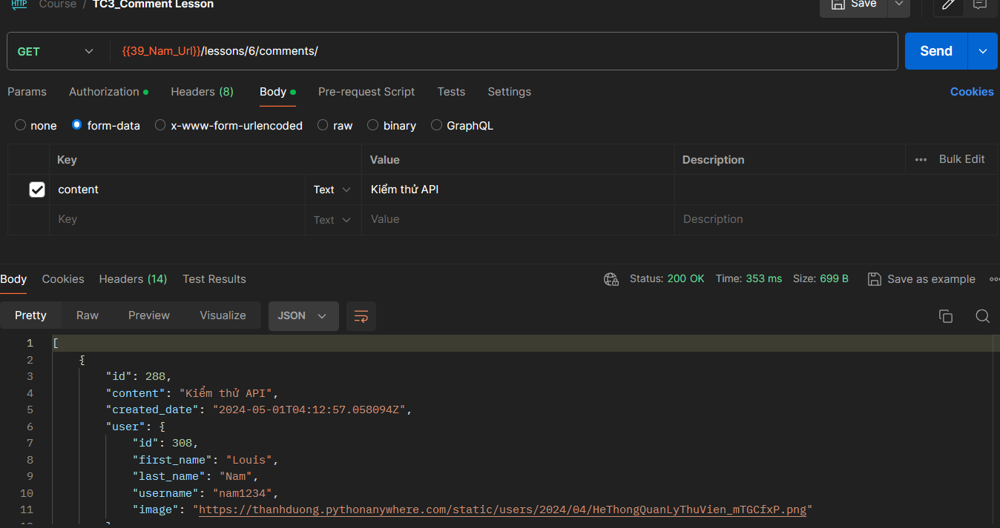 HTTP Course / TC3_Comment Lesson Save
GET {{39_Nam_Url}}/lessons/6/comments/ Send
Params Authorization Headers (8) Body Pre-request Script Tests Settings Cookies
none form-data x-www-form-urlencoded raw binary GraphQL
Key Value Description Bulk Edit
content Text Kiểm thử API
Key Text Value Description
Body Cookies Headers (14) Test Results Status: 200 OK Time: 353 ms Size: 699 B Save as example
Pretty Raw Preview Visualize JSON
1 [
2 {
3 "id": 288,
4 "content": "Kiểm thử API",
5 "created_date": "2024-05-01T04:12:57.058094Z",
6 "user": {
7 "id": 308,
8 "first_name": "Louis",
9 "last_name": "Nam",
10 "username": "nam1234",
11 "image": "https://thanhduong.pythonanywhere.com/static/users/2024/04/HeThongQuanLyThuVien_mTGCfxP.png"